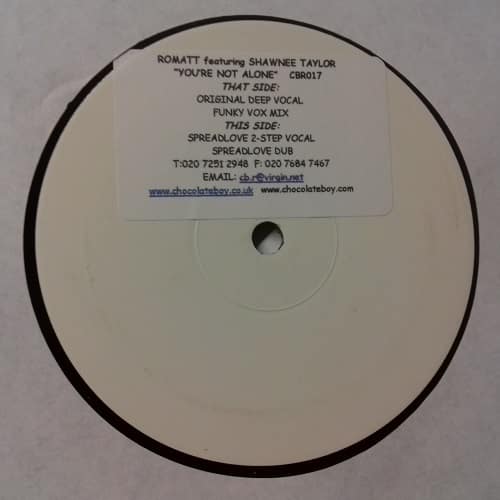 ROMATT featuring SHAWNEE TAYLOR
"YOU'RE NOT ALONE" CBR017
THAT SIDE:
ORIGINAL DEEP VOCAL
FUNKY VOX MIX
THIS SIDE:
SPREADLOVE 2-STEP VOCAL
SPREADLOVE DUB
T:020 7251 2948 F: 020 7684 7467
EMAIL: cb.r@virgin.net
www.chocolateboy.co.uk www.chocolateboy.com